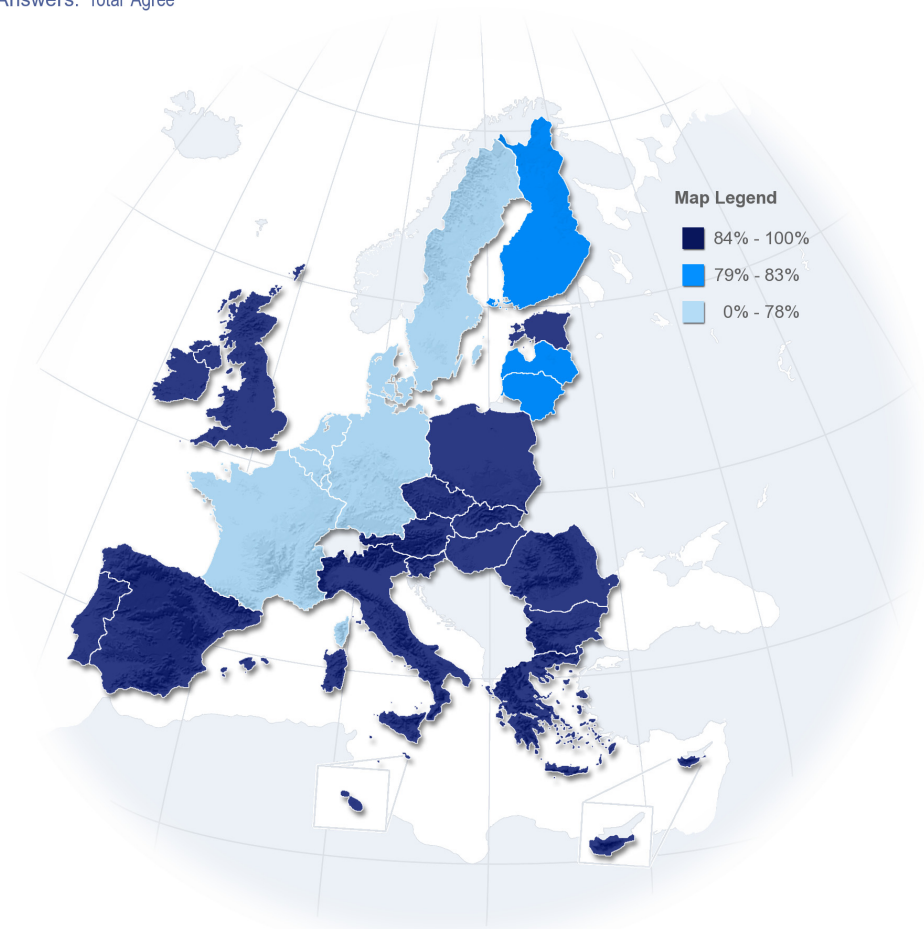 Answers: Total Agree
Map Legend
84% - 100%
79% - 83%
0% - 78%